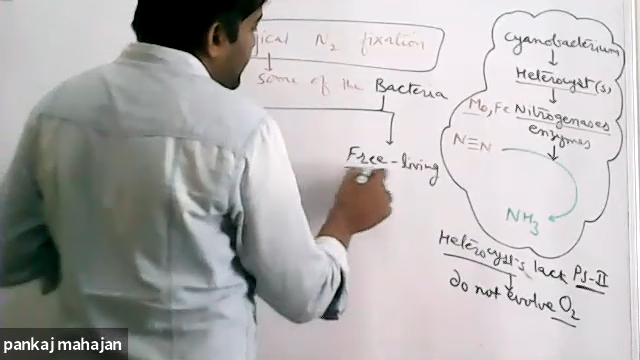 gical N₂ fixation
some of the Bacteria
Free-living
cyanobacterium
Heterocyst(s)
Mo, Fe Nitrogenases
enzymes
N≡N
NH₃
Heterocysts lack PS-II
do not evolve O₂
pankaj mahajan